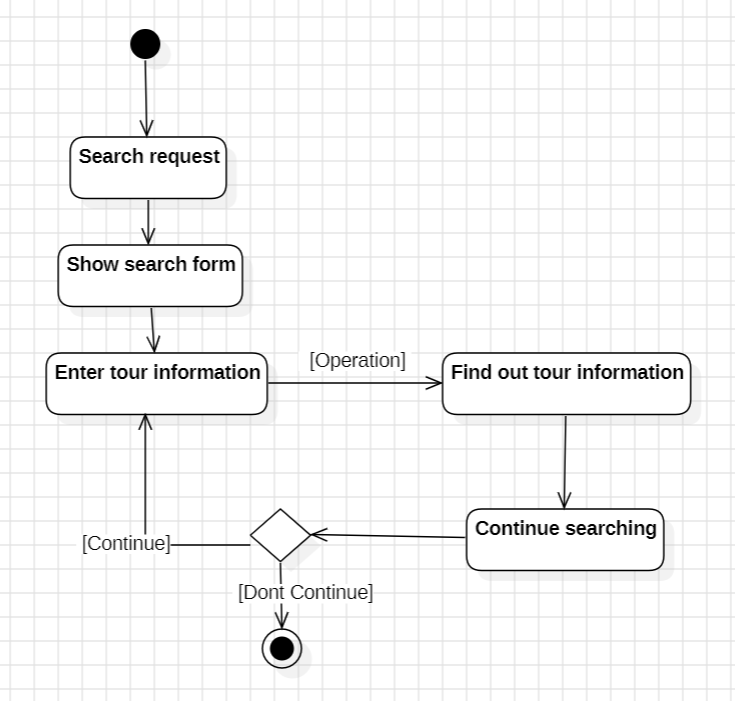 Search request
Show search form
Enter tour information
[Operation]
Find out tour information
Continue searching
[Continue]
[Dont Continue]